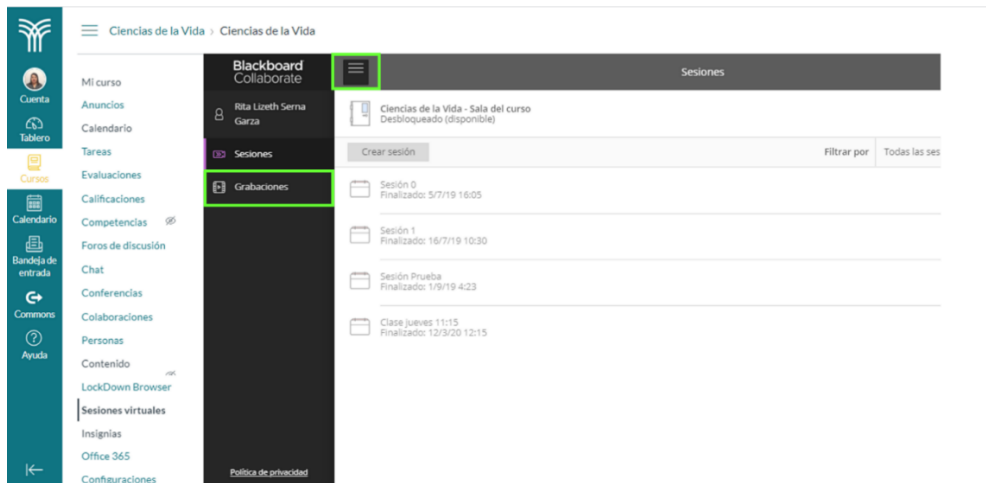 Ciencias de la Vida › Ciencias de la Vida
Cuenta
Tablero
Cursos
Calendario
Bandeja de
entrada
Commons
Ayuda
Mi curso
Anuncios
Calendario
Tareas
Evaluaciones
Calificaciones
Competencias
Foros de discusión
Chat
Conferencias
Colaboraciones
Personas
Contenido
LockDown Browser
Sesiones virtuales
Insignias
Office 365
Configuraciones
Blackboard
Collaborate
Rita Lizeth Serna
Garza
Sesiones
Grabaciones
Política de privacidad
Sesiones
Ciencias de la Vida - Sala del curso
Desbloqueado (disponible)
Crear sesión
Filtrar por
Todas las ses
Sesión 0
Finalizado: 5/7/19 16:05
Sesión 1
Finalizado: 16/7/19 10:30
Sesión Prueba
Finalizado: 1/9/19 4:23
Clase jueves 11:15
Finalizado: 12/3/20 12:15